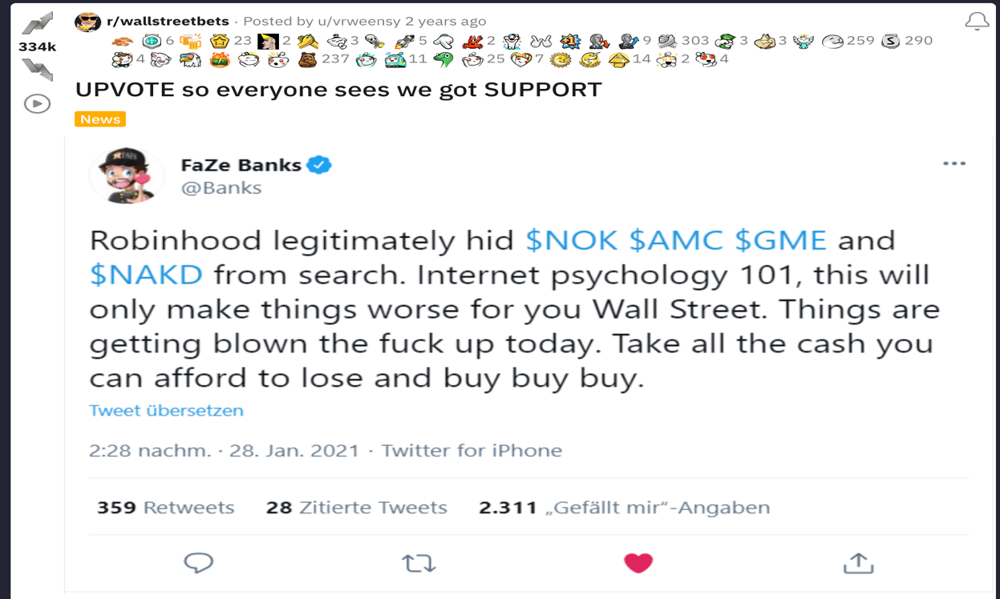 r/wallstreetbets · Posted by u/vrweensy 2 years ago
334k
6 23 2 3 5 2 9 303 3 3 259 290
4 237 11 25 7 14 2 4
UPVOTE so everyone sees we got SUPPORT
News
FaZe Banks
@Banks
Robinhood legitimately hid $NOK $AMC $GME and
$NAKD from search. Internet psychology 101, this will
only make things worse for you Wall Street. Things are
getting blown the fuck up today. Take all the cash you
can afford to lose and buy buy buy.
Tweet übersetzen
2:28 nachm. · 28. Jan. 2021 · Twitter for iPhone
359 Retweets 28 Zitierte Tweets 2.311 „Gefällt mir“-Angaben